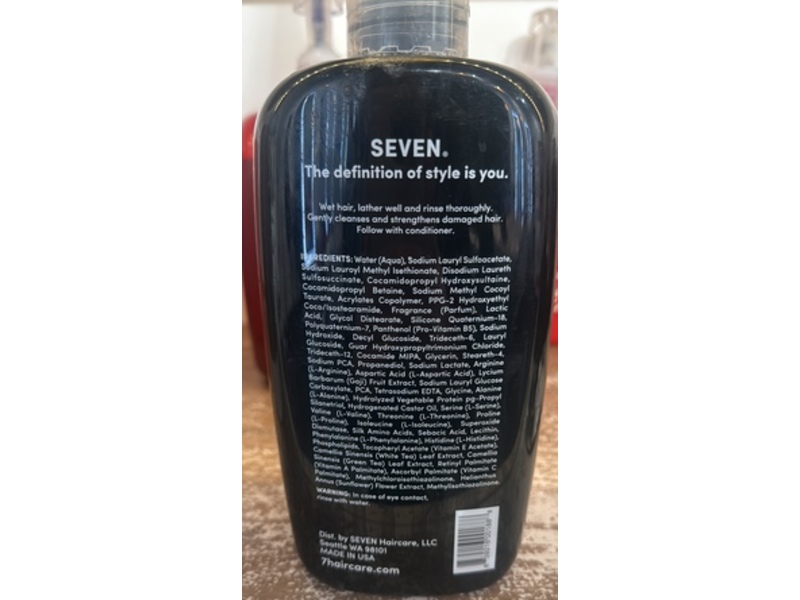 SEVEN®
The definition of style is you.
Wet hair, lather well and rinse thoroughly.
Gently cleanses and strengthens damaged hair.
Follow with conditioner.
INGREDIENTS: Water (Aqua), Sodium Lauryl Sulfoacetate,
Sodium Lauroyl Methyl Isethionate, Disodium Laureth
Sulfosuccinate, Cocamidopropyl Hydroxysultaine,
Cocamidopropyl Betaine, Sodium Methyl Cocoyl
Taurate, Acrylates Copolymer, PPG-2 Hydroxyethyl
Coco/Isostearamide, Fragrance (Parfum), Lactic
Acid, Glycol Distearate, Silicone Quaternium-18,
Polyquaternium-7, Panthenol (Pro-Vitamin B5), Sodium
Hydroxide, Decyl Glucoside, Trideceth-6, Lauryl
Glucoside, Guar Hydroxypropyltrimonium Chloride,
Trideceth-12, Cocamide MIPA, Glycerin, Steareth-4,
Sodium PCA, Propanediol, Sodium Lactate, Arginine
(L-Arginine), Aspartic Acid (L-Aspartic Acid), Lycium
Barbarum (Goji) Fruit Extract, Sodium Lauryl Glucose
Carboxylate, PCA, Tetrasodium EDTA, Glycine, Alanine
(L-Alanine), Hydrolyzed Vegetable Protein pg-Propyl
Silanetriol, Hydrogenated Castor Oil, Serine (L-Serine),
Valine (L-Valine), Threonine (L-Threonine), Proline
(L-Proline), Isoleucine (L-Isoleucine), Superoxide
Dismutase, Silk Amino Acids, Sebacic Acid, Lecithin,
Phenylalanine (L-Phenylalanine), Histidine (L-Histidine),
Phospholipids, Tocopheryl Acetate (Vitamin E Acetate),
Camellia Sinensis (White Tea) Leaf Extract, Camellia
Sinensis (Green Tea) Leaf Extract, Retinyl Palmitate
(Vitamin A Palmitate), Ascorbyl Palmitate (Vitamin C
Palmitate), Methylchloroisothiazolinone, Helianthus
Annus (Sunflower) Flower Extract, Methylisothiazolinone.
WARNING: In case of eye contact,
rinse with water.
Dist. by SEVEN Haircare, LLC
Seattle WA 98101
MADE IN USA
7haircare.com